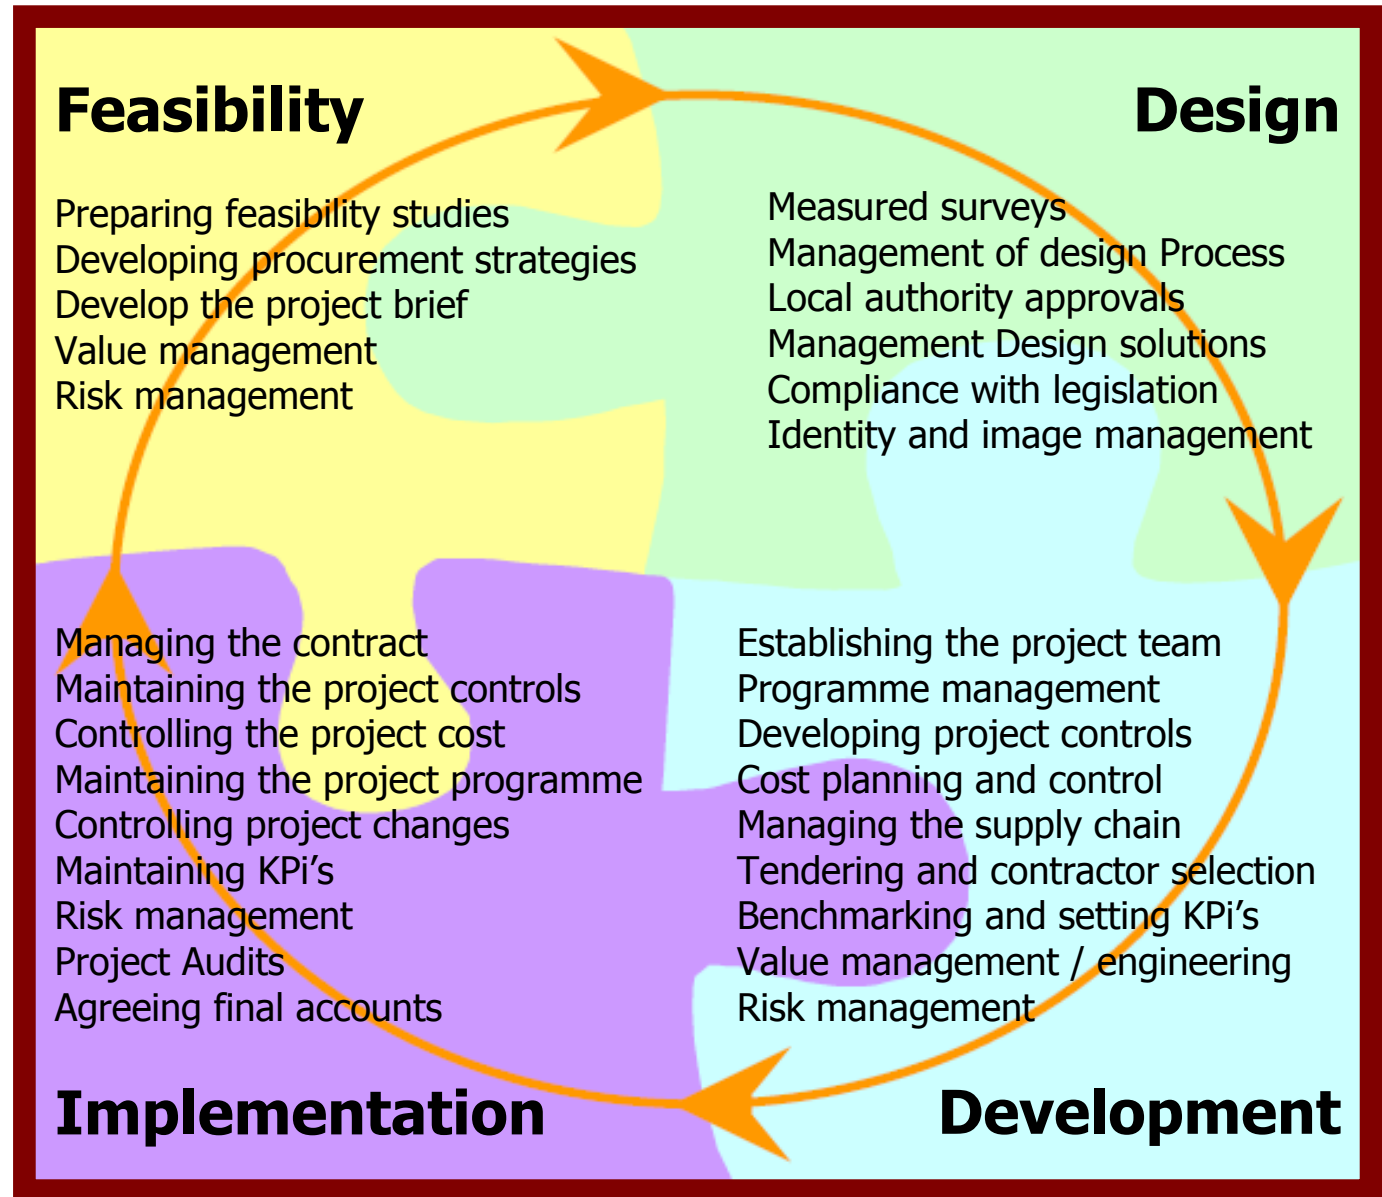 Feasibility
Preparing feasibility studies
Developing procurement strategies
Develop the project brief
Value management
Risk management
Design
Measured surveys
Management of design Process
Local authority approvals
Management Design solutions
Compliance with legislation
Identity and image management
Managing the contract
Maintaining the project controls
Controlling the project cost
Maintaining the project programme
Controlling project changes
Maintaining KPi’s
Risk management
Project Audits
Agreeing final accounts
Implementation
Establishing the project team
Programme management
Developing project controls
Cost planning and control
Managing the supply chain
Tendering and contractor selection
Benchmarking and setting KPi’s
Value management / engineering
Risk management
Development